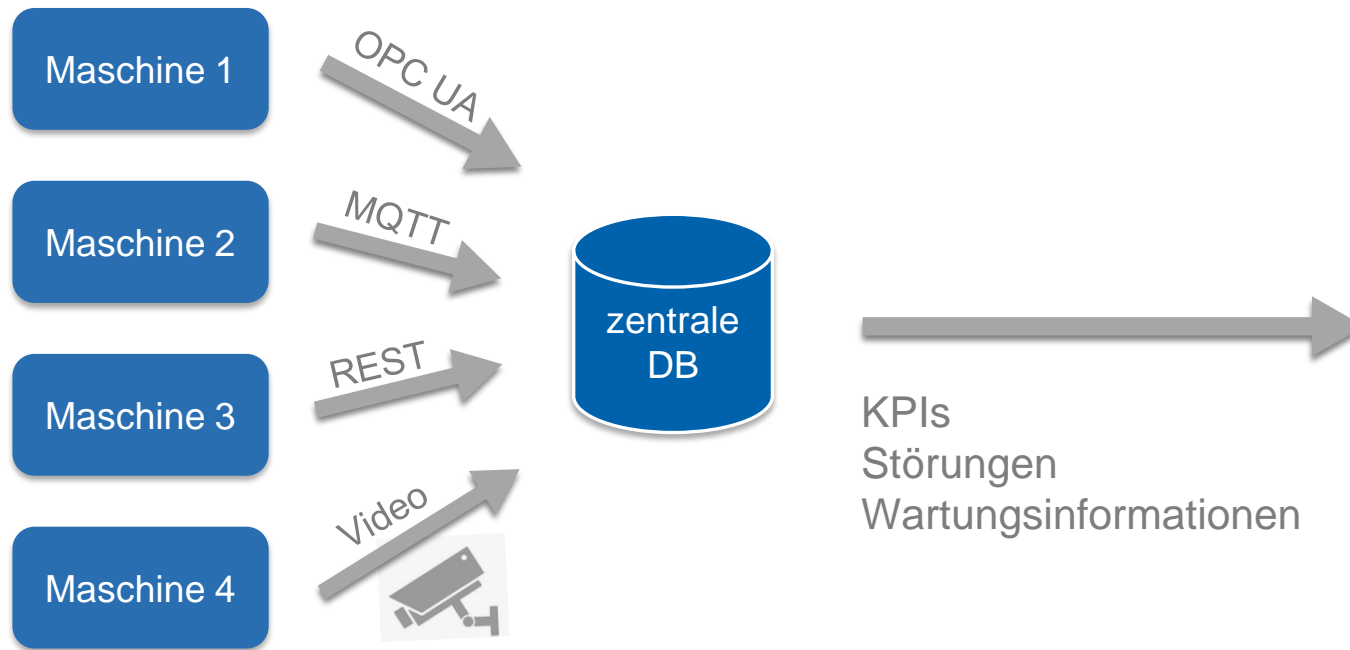 Maschine 1
OPC UA
Maschine 2
MQTT
Maschine 3
REST
Maschine 4
Video
zentrale
DB
KPIs
Störungen
Wartungsinformationen